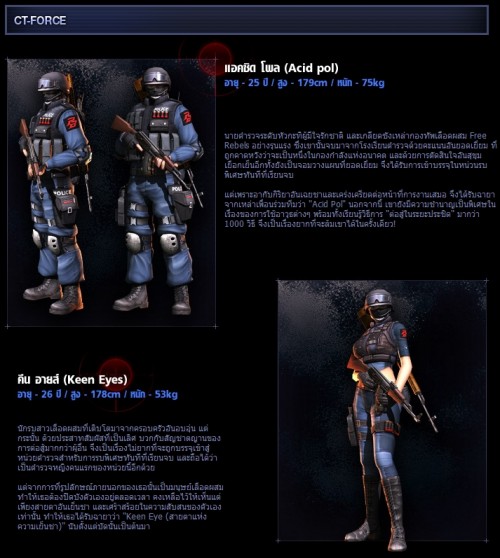 CT-FORCE
แอคชิด โพล (Acid pol)
อายุ - 25 ปี / สูง - 179cm / หนัก - 75kg
นายตำรวจระดับหัวกะทิผู้มีใจรักชาติ และเกลียดชังเหล่ากองทัพเลือดผสม Free
Rebels อย่างรุนแรง ซึ่งเขานั้นจบมาจากโรงเรียนตำรวจด้วยคะแนนอันยอดเยี่ยม ที่
ถูกคาดหวังว่าจะเป็นหนึ่งในกองกำลังแห่งอนาคต และด้วยการตัดสินใจอันสุขุม
เยือกเย็นอีกทั้งยังเป็นจอมวางแผนที่ยอดเยี่ยม จึงได้รับการเข้าบรรจุในหน่วยรบ
พิเศษทันทีที่เรียนจบ
แต่เพราะอากัปกิริยาอันเฉยชาและเคร่งเครียดต่อหน้าที่การงานเสมอ จึงได้รับฉายา
จากเหล่าเพื่อนร่วมทีมว่า "Acid Pol" นอกจากนี้ เขายังมีความชำนาญเป็นพิเศษใน
เรื่องของการใช้อาวุธต่างๆ พร้อมทั้งเรียนรู้วิธีการ "ต่อสู้ในระยะประชิด" มากว่า
1000 วิธี จึงเป็นเรื่องยากที่จะล้มเขาได้ในครั้งเดียว!
คีน อายส์ (Keen Eyes)
อายุ - 26 ปี / สูง - 178cm / หนัก - 53kg
นักรบสาวเลือดผสมที่เติบโตมาจากครอบครัวอันอบอุ่น แต่
กระนั้น ด้วยประสาทสัมผัสที่เป็นเลิศ บวกกับสัญชาตญาณของ
การต่อสู้มากกว่าผู้อื่น จึงเป็นเรื่องไม่ยากที่จะถูกบรรจุเข้าสู่
หน่วยตำรวจสำหรับการรบพิเศษทันทีที่เรียนจบ และถือได้ว่า
เป็นตำรวจหญิงคนแรกของหน่วยนี้อีกด้วย
แต่จากการที่รูปลักษณ์ภายนอกของเธอนั้นเป็นมนุษย์เลือดผสม
ทำให้เธอต้องปิดบังตัวเองอยู่ตลอดเวลา คงเหลือไว้ให้เห็นแต่
เพียงสายตาอันเย็นชา และเศร้าสร้อยในความสับสนของตัวเอง
เท่านั้น ทำให้เธอได้รับฉายาว่า "Keen Eye (สายตาแห่ง
ความเย็นชา)" นับตั้งแต่บัดนั้นเป็นต้นมา